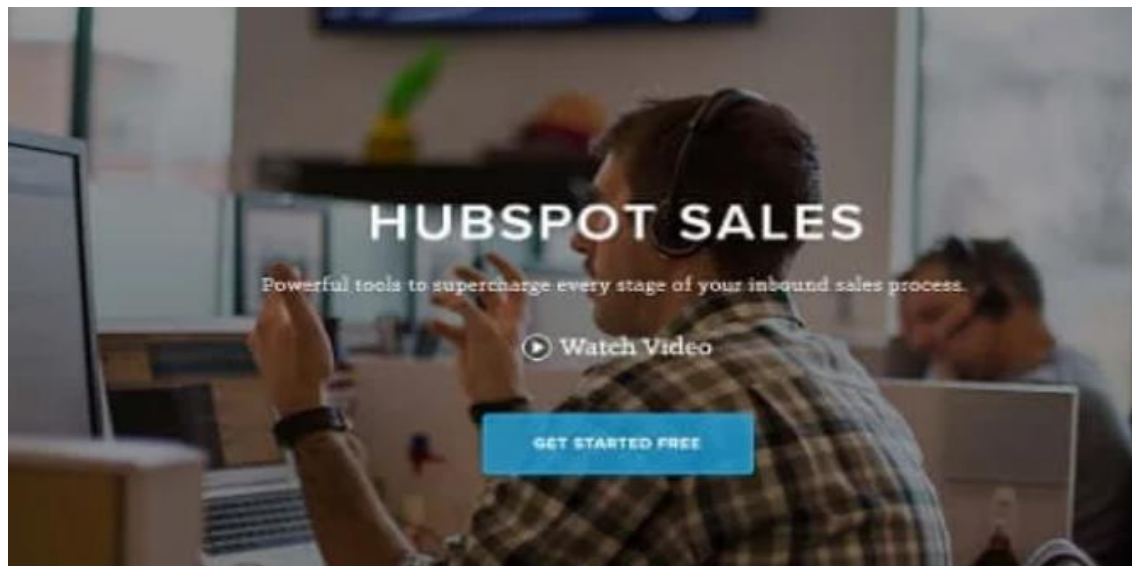 HUBSPOT SALES
Powerful tools to supercharge every stage of your inbound sales process.
Watch Video
GET STARTED FREE